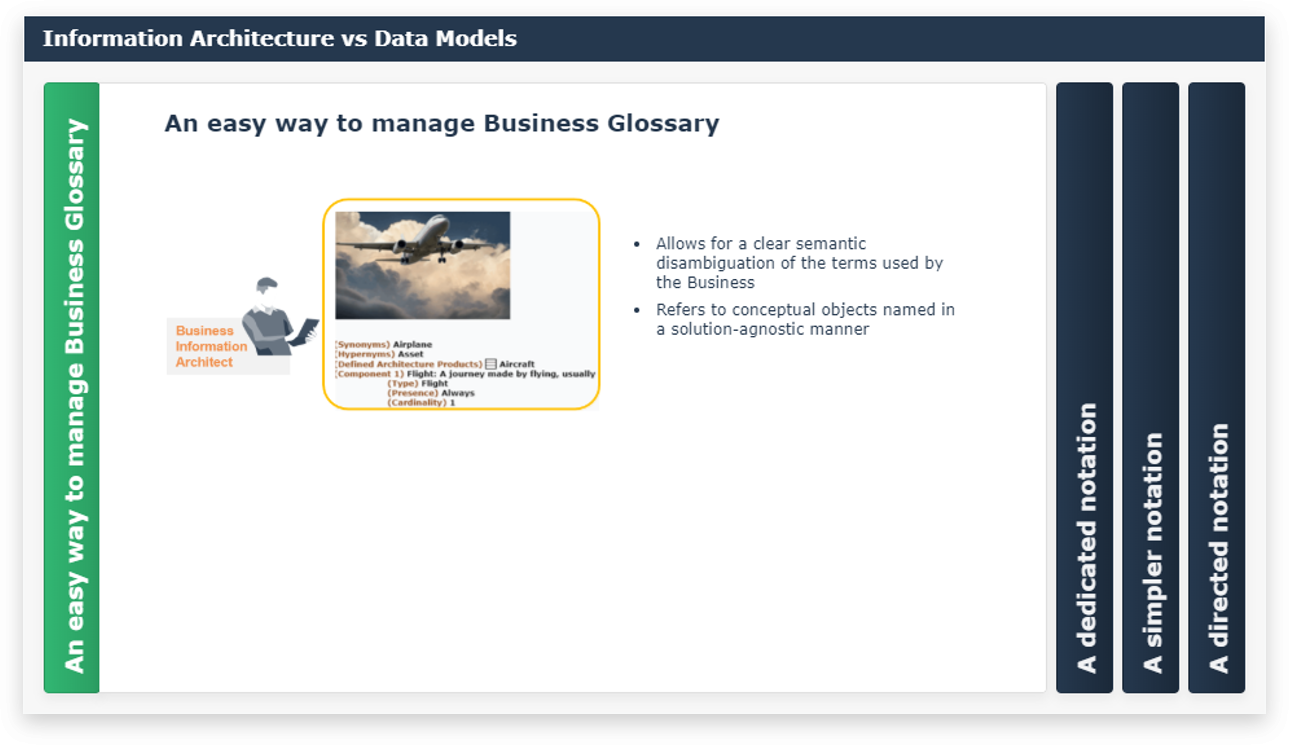 Information Architecture vs Data Models
An easy way to manage Business Glossary
An easy way to manage Business Glossary
Business
Information
Architect
(Synonyms) Airplane
(Hypernyms) Asset
(Defined Architecture Products) Aircraft
(Component 1) Flight: A journey made by flying, usually
(Type) Flight
(Presence) Always
(Cardinality) 1
• Allows for a clear semantic
disambiguation of the terms used by
the Business
• Refers to conceptual objects named in
a solution-agnostic manner
A dedicated notation
A simpler notation
A directed notation